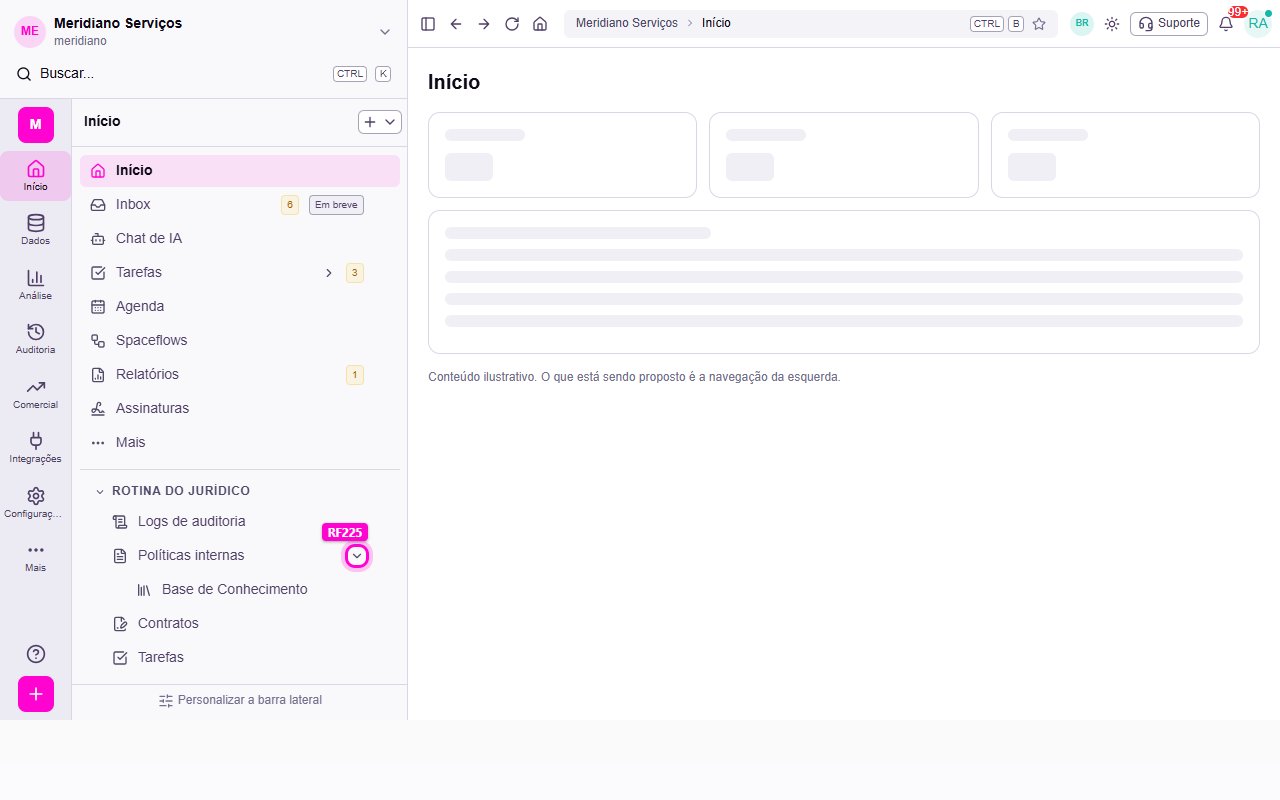 ME
Meridiano Serviços
meridiano
Buscar...
CTRL K
M
Início
Dados
Análise
Auditoria
Comercial
Integrações
Configuraç...
Mais
Início
Início
Inbox 6 Em breve
Chat de IA
Tarefas 3
Agenda
Spaceflows
Relatórios 1
Assinaturas
Mais
ROTINA DO JURÍDICO
Logs de auditoria
RF225
Políticas internas
Base de Conhecimento
Contratos
Tarefas
Personalizar a barra lateral
Meridiano Serviços Início CTRL B
BR
Suporte
99+
RA
Início
Conteúdo ilustrativo. O que está sendo proposto é a navegação da esquerda.